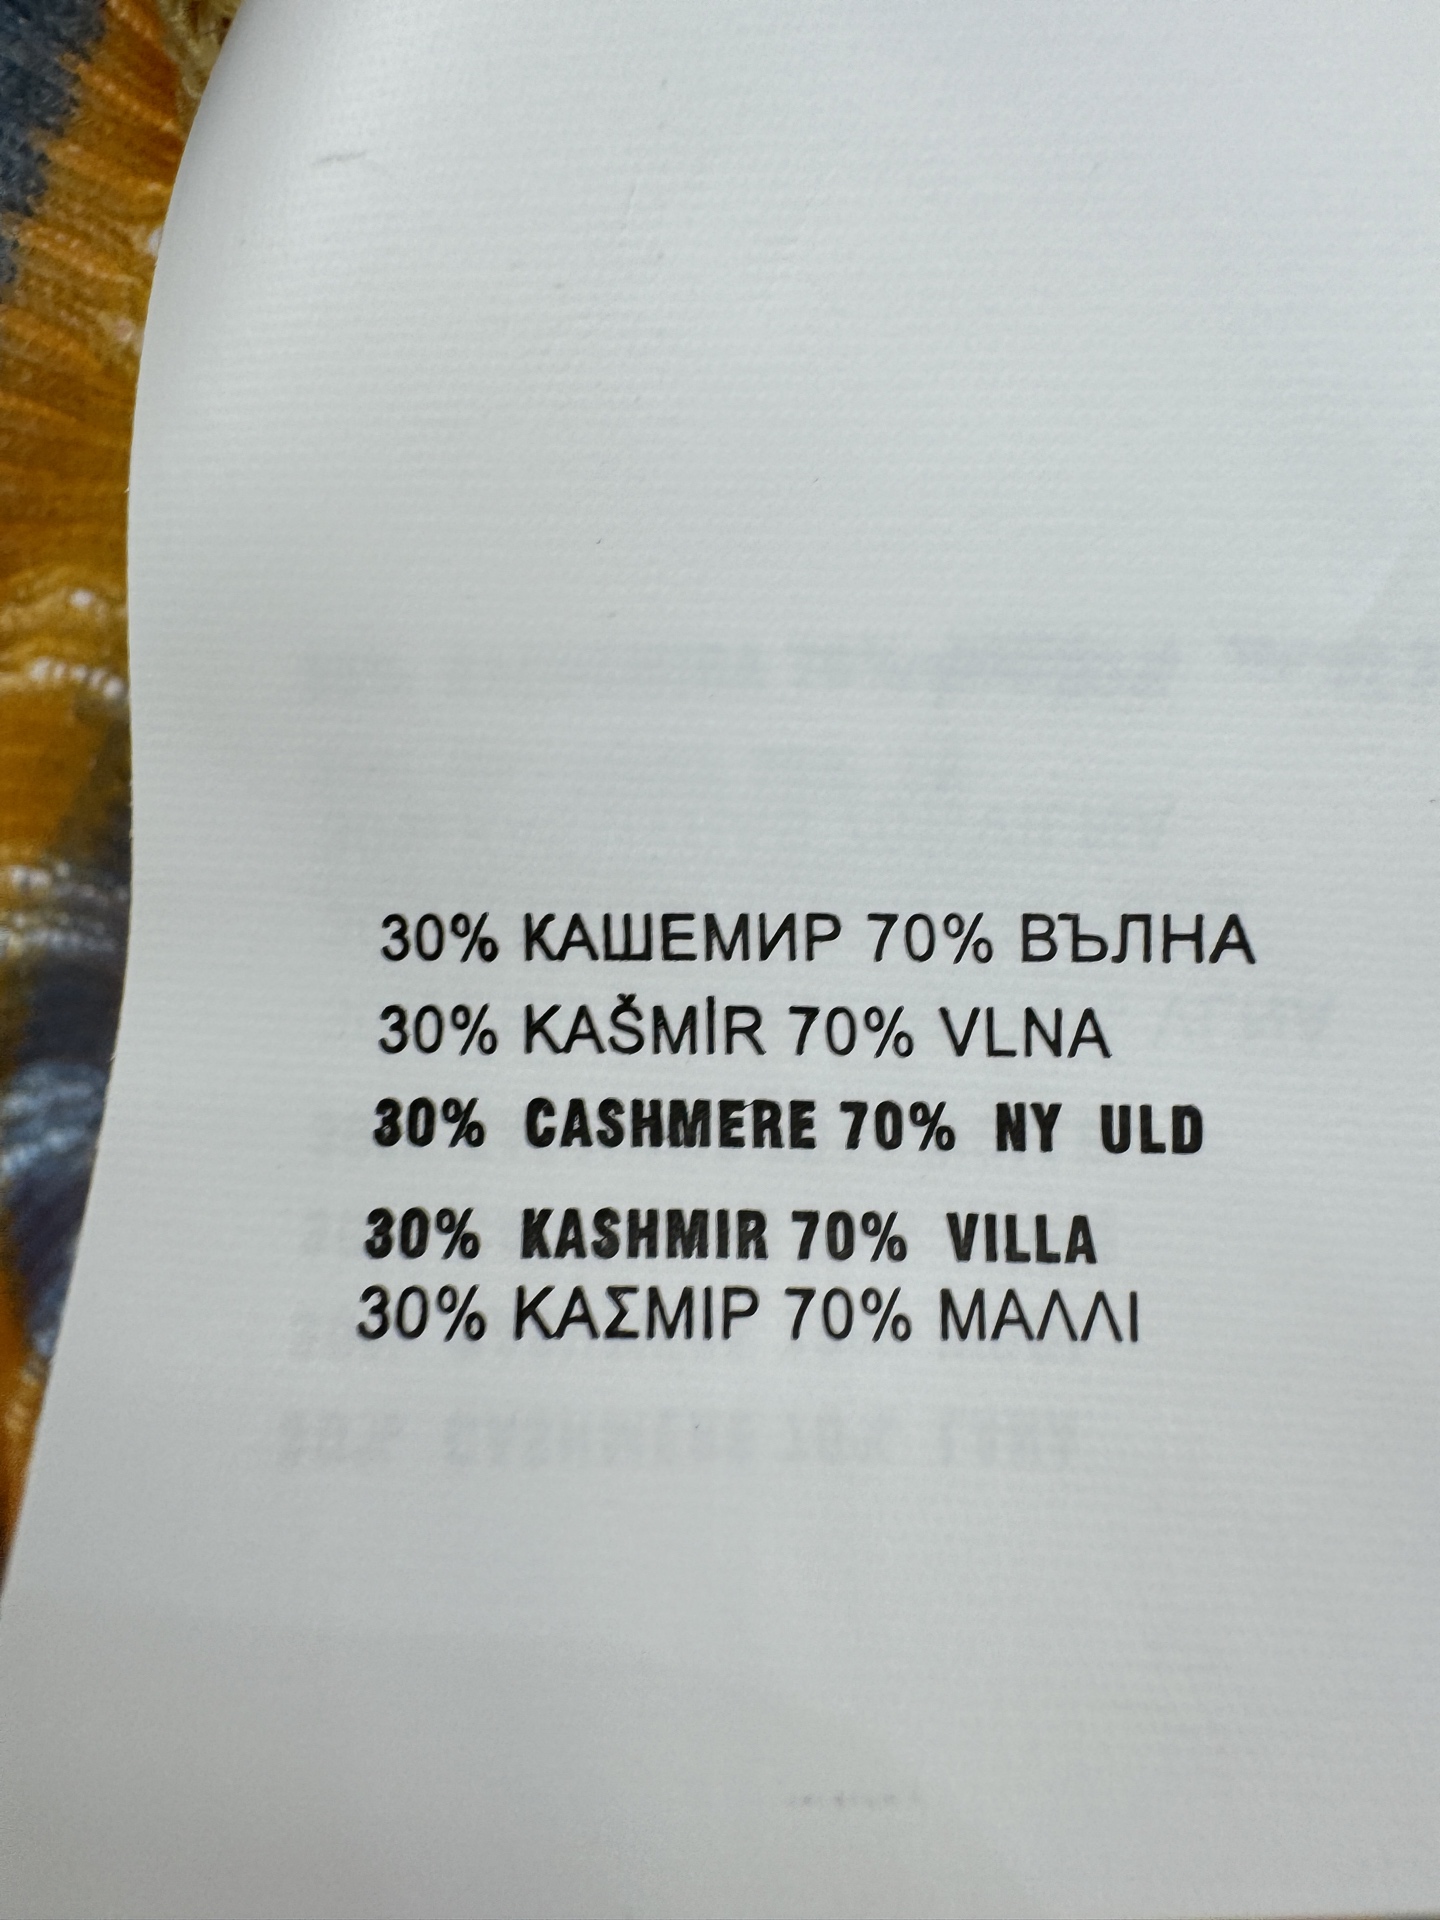 30% КАШЕМИР 70% ВЪЛНА
30% KAŠMÍR 70% VLNA
30% CASHMERE 70% NY ULD
30% KASHMIR 70% VILLA
30% ΚΑΣΜΙΡ 70% ΜΑΛΛΙ